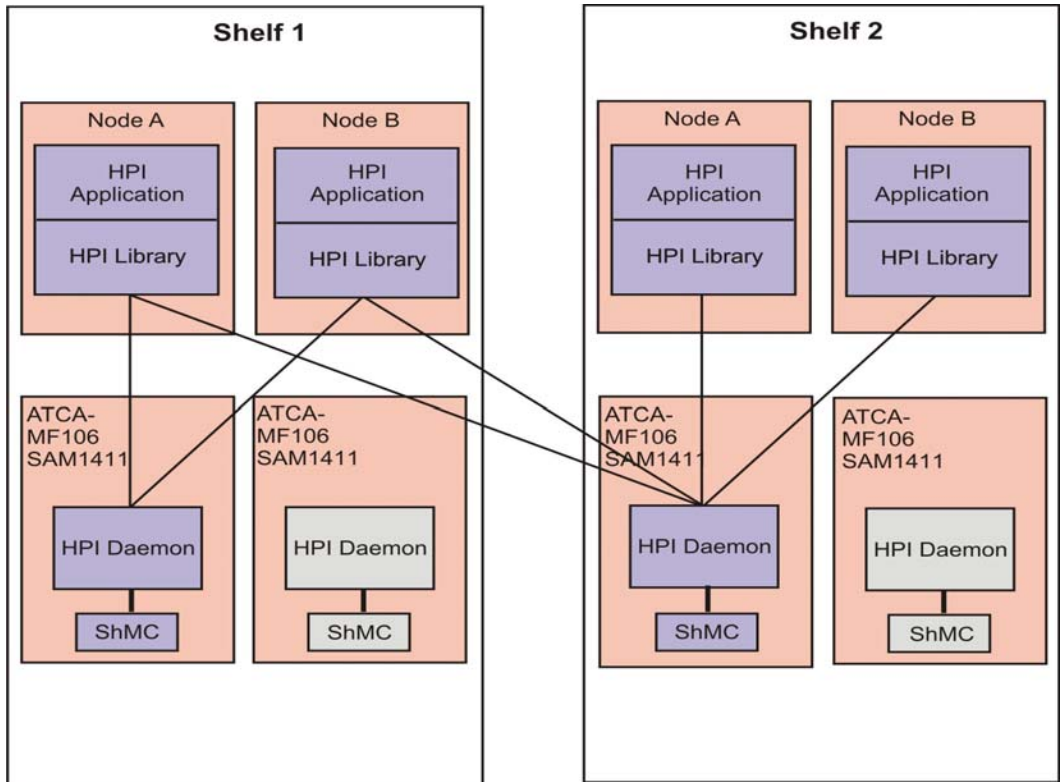 Shelf 1
Node A
HPI
Application
HPI Library
Node B
HPI
Application
HPI Library
ATCA-
MF106
SAM1411
HPI Daemon
ShMC
ATCA-
MF106
SAM1411
HPI Daemon
ShMC
Shelf 2
Node A
HPI
Application
HPI Library
Node B
HPI
Application
HPI Library
ATCA-
MF106
SAM1411
HPI Daemon
ShMC
ATCA-
MF106
SAM1411
HPI Daemon
ShMC